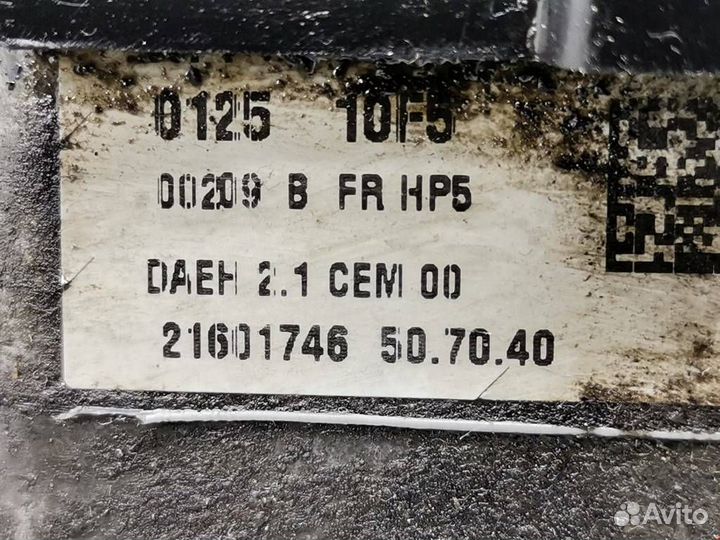 0125 10F5
00209 B FR HP5
DAEH 2.1 CEM 00
21601746 50.70.40
Avito